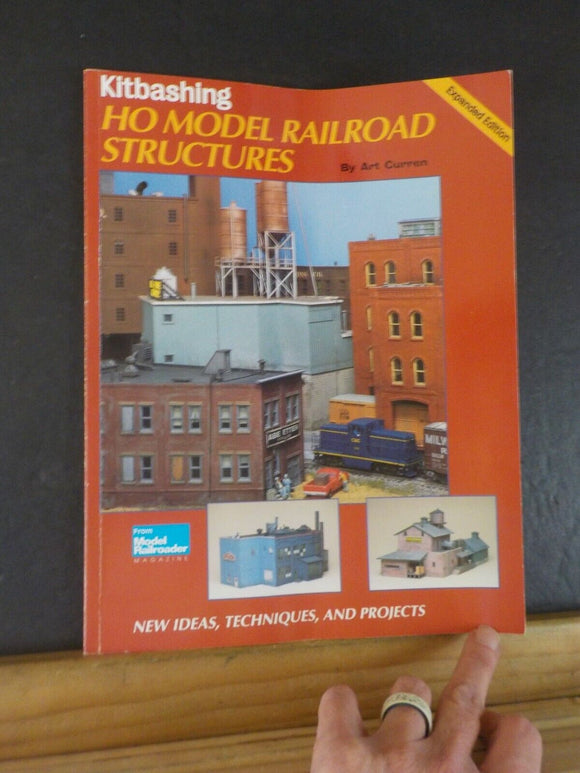 Kitbashing
HO MODEL RAILROAD
STRUCTURES
By Art Curren
Expanded Edition
MILW
From
Model
Railroader
MAGAZINE
NEW IDEAS, TECHNIQUES, AND PROJECTS